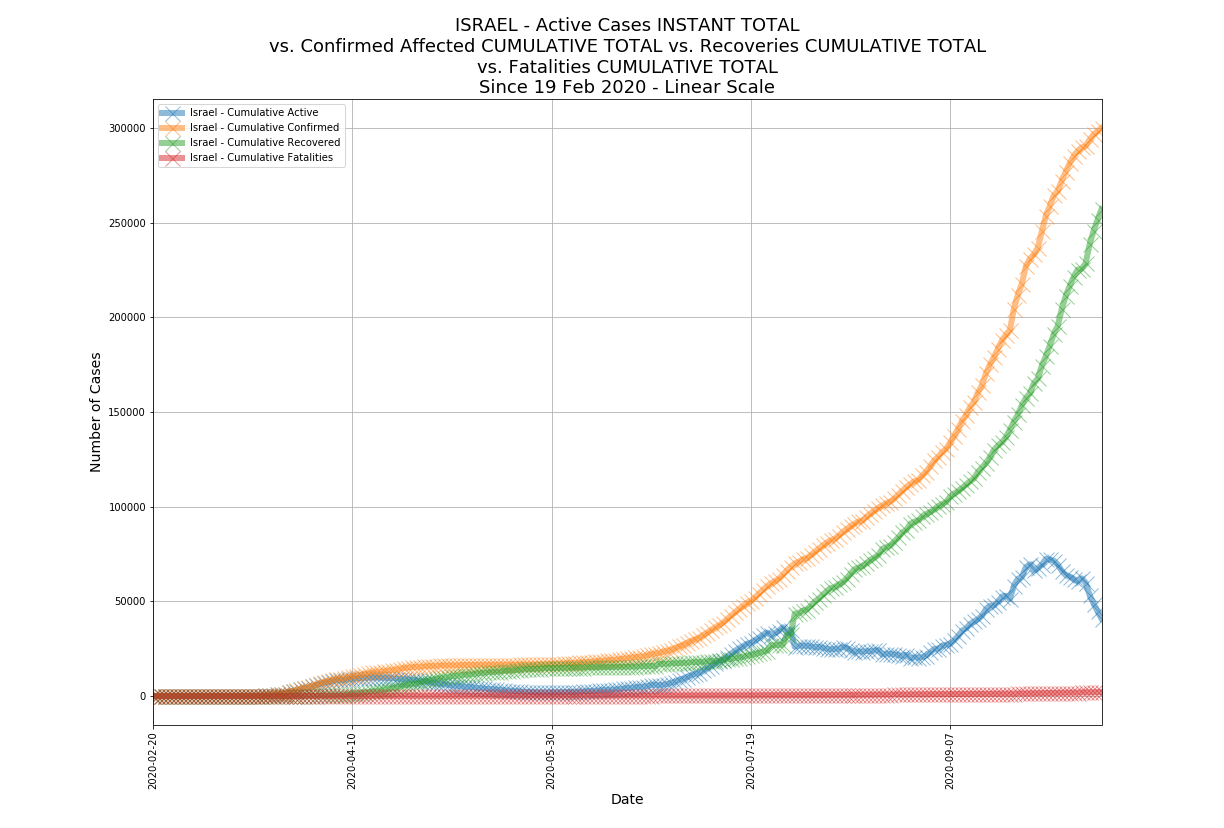 ISRAEL - Active Cases INSTANT TOTAL
vs. Confirmed Affected CUMULATIVE TOTAL vs. Recoveries CUMULATIVE TOTAL
vs. Fatalities CUMULATIVE TOTAL
Since 19 Feb 2020 - Linear Scale
Israel - Cumulative Active
Israel - Cumulative Confirmed
Israel - Cumulative Recovered
Israel - Cumulative Fatalities
300000
250000
200000
150000
100000
50000
0
Number of Cases
2020-02-20
2020-04-10
2020-05-30
2020-07-19
2020-09-07
Date